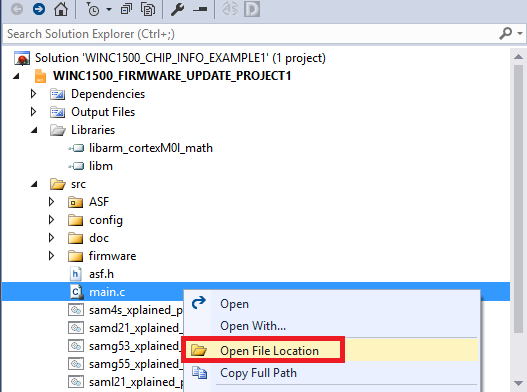 Search Solution Explorer (Ctrl+;)
Solution 'WINC1500_CHIP_INFO_EXAMPLE1' (1 project)
WINC1500_FIRMWARE_UPDATE_PROJECT1
Dependencies
Output Files
Libraries
libarm_cortexM0l_math
libm
src
ASF
config
doc
firmware
asf.h
main.c
Open
sam4s_xplained_p
Open With...
samd21_xplained_
Open File Location
samg53_xplained_
samg55_xplained_
Copy Full Path
saml21_xplained_p